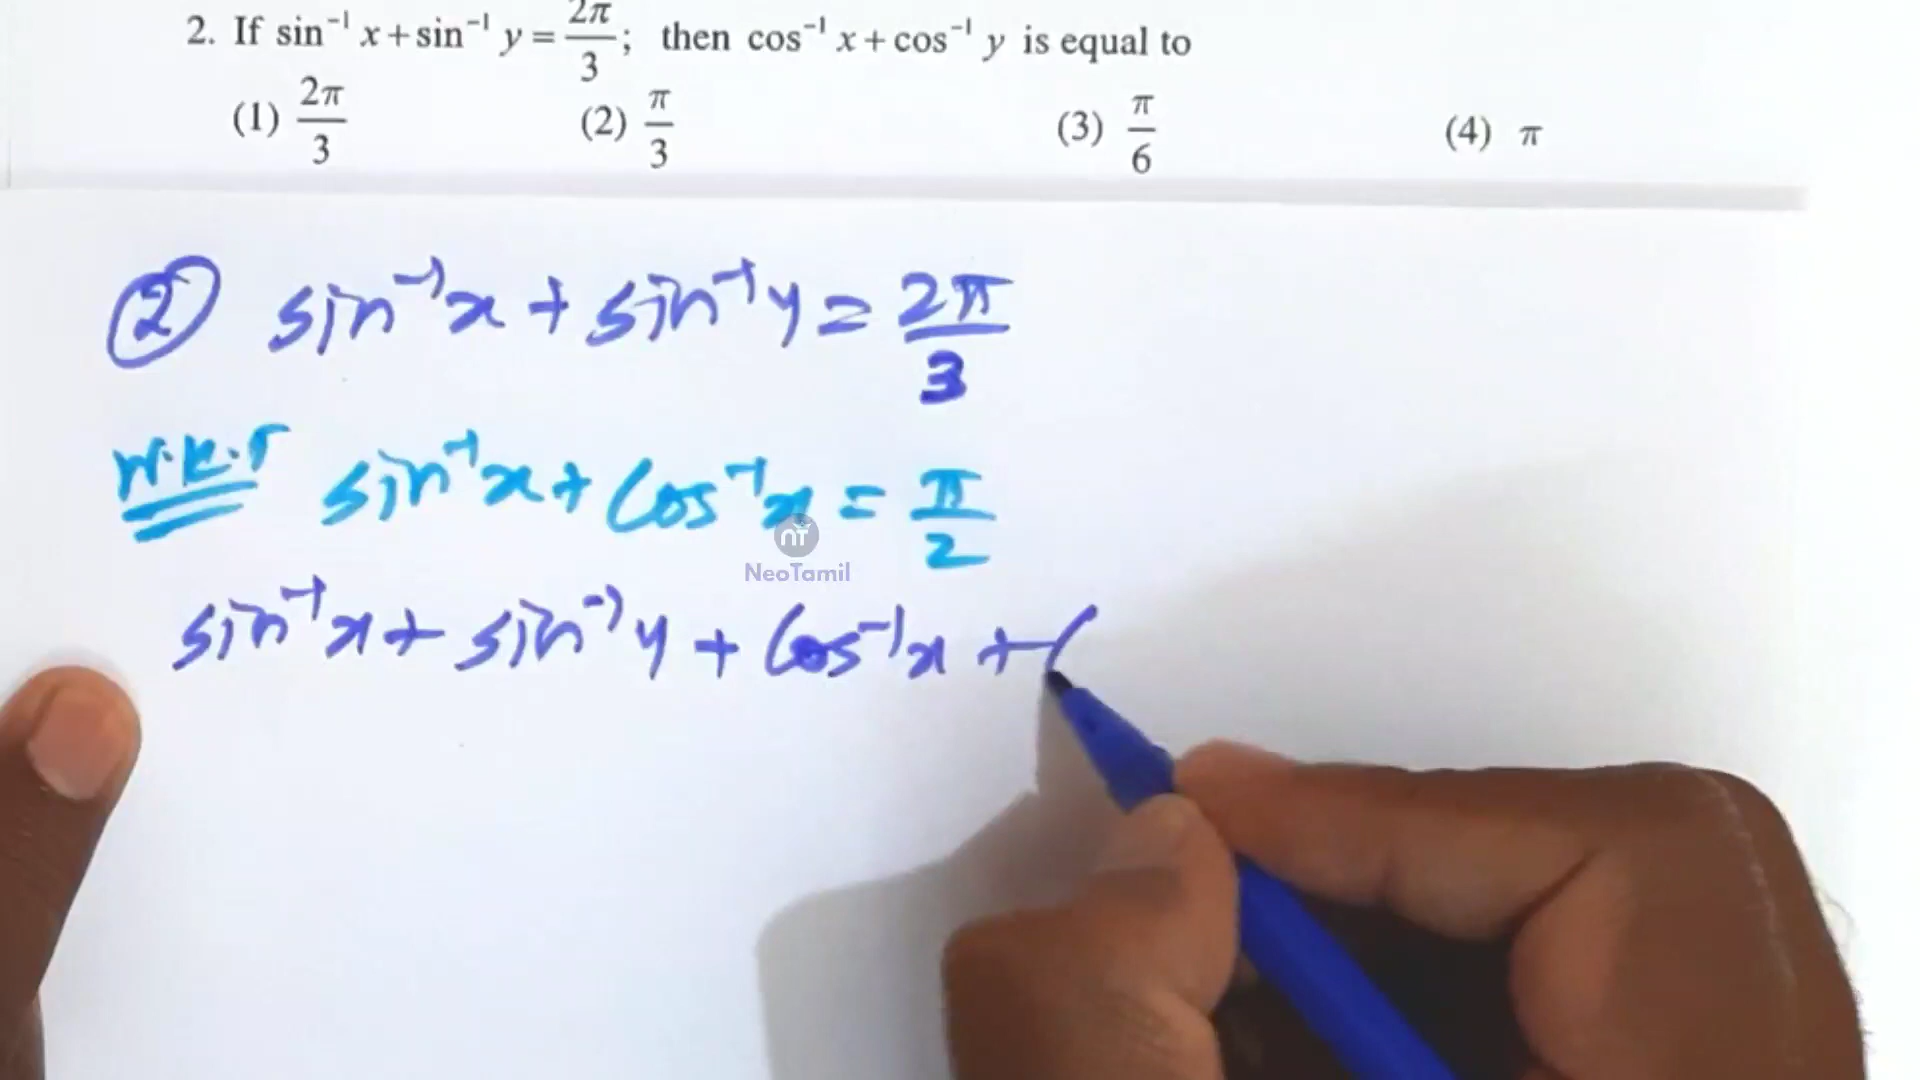 2. If sin⁻¹ x + sin⁻¹ y = 2π/3; then cos⁻¹ x + cos⁻¹ y is equal to
(1) 2π/3 (2) π/3 (3) π/6 (4) π
② sin⁻¹x + sin⁻¹y = 2π/3
W.K.T sin⁻¹x + Cos⁻¹x = π/2
NT
NeoTamil
sin⁻¹x + sin⁻¹y + Cos⁻¹x + (